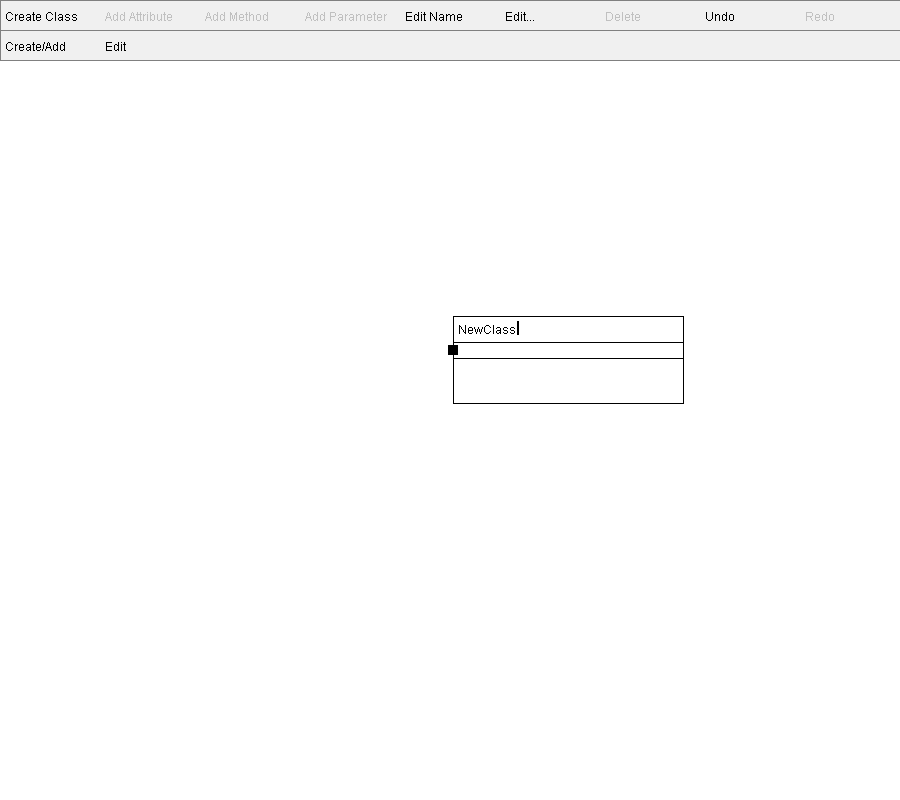 Create Class Add Attribute Add Method Add Parameter Edit Name Edit... Delete Undo Redo
Create/Add Edit
NewClass